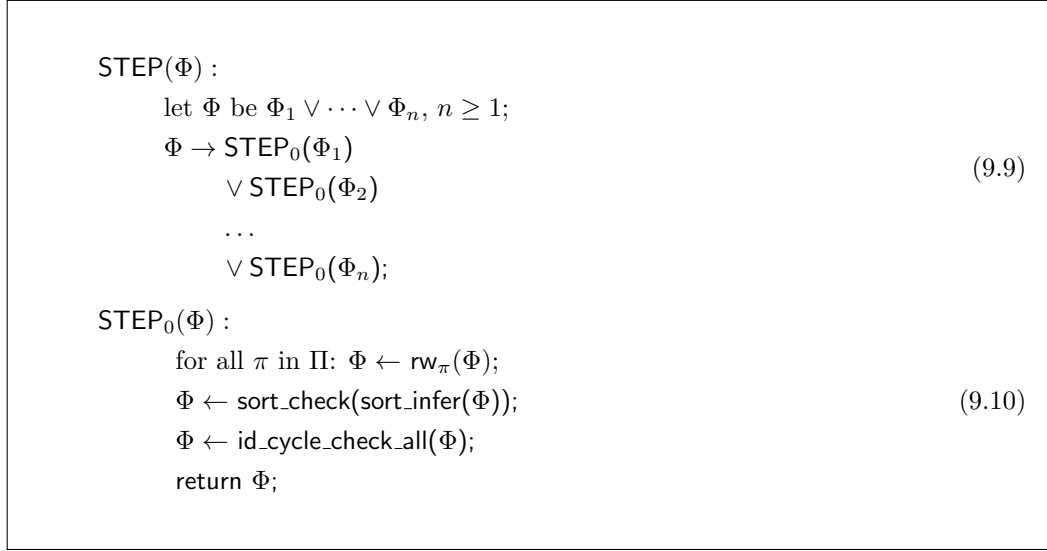 STEP(Φ) :
let Φ be Φ₁ ∨ ⋯ ∨ Φₙ, n ≥ 1;
Φ → STEP₀(Φ₁)
∨ STEP₀(Φ₂)
...
∨ STEP₀(Φₙ);
(9.9)
STEP₀(Φ) :
for all π in Π: Φ ← rw_π(Φ);
Φ ← sort_check(sort_infer(Φ));
Φ ← id_cycle_check_all(Φ);
return Φ;
(9.10)